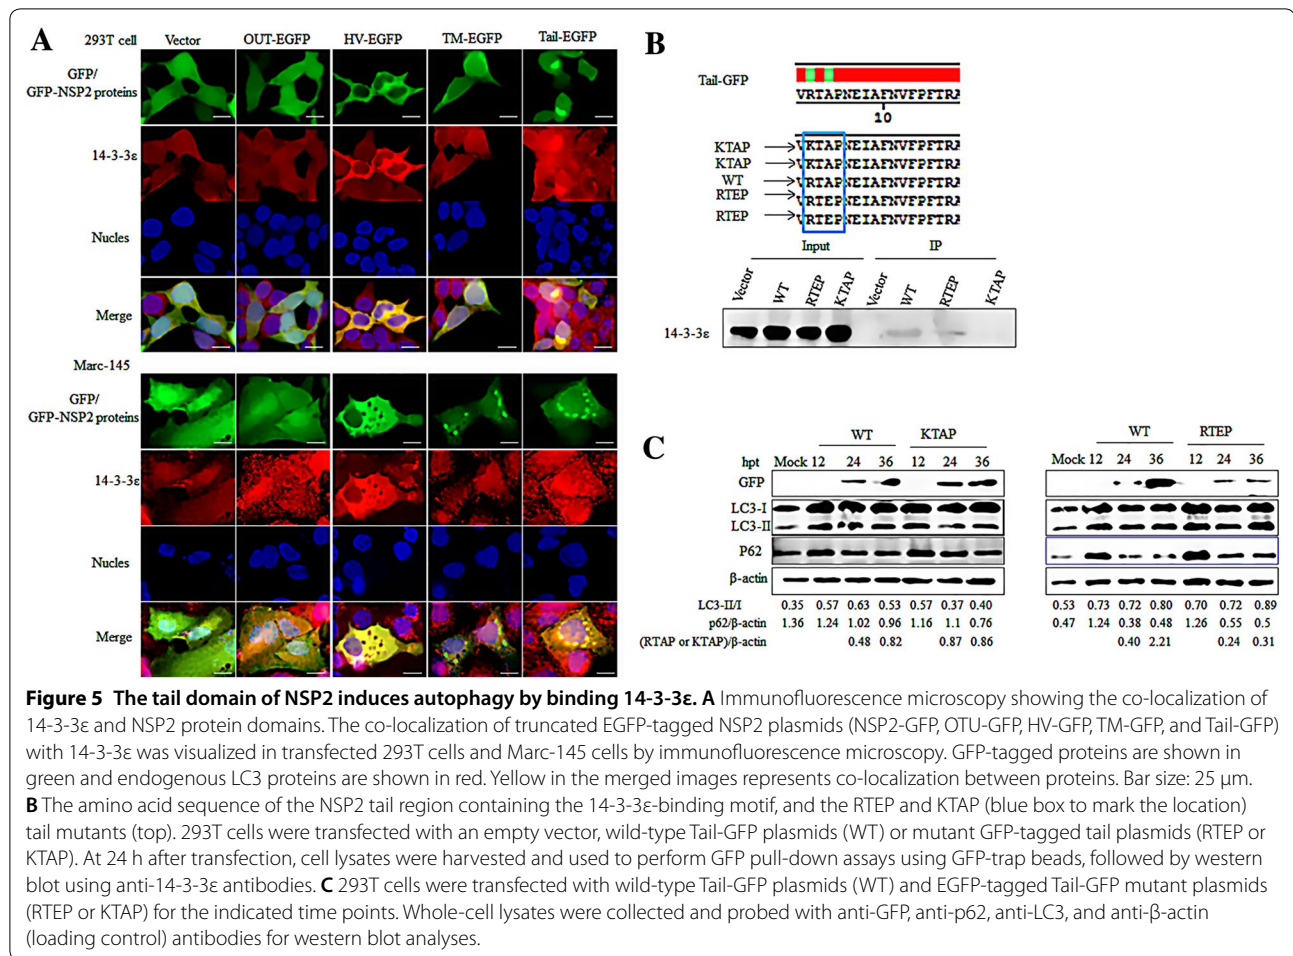 A
293T cell
Vector
OUT-EGFP
HV-EGFP
TM-EGFP
Tail-EGFP
GFP/
GFP-NSP2 proteins
14-3-3ε
Nucles
Merge
Marc-145
GFP/
GFP-NSP2 proteins
14-3-3ε
Nucles
Merge
B
Tail-GFP
VRTAPNEIAFNVFPFTRA
10
KTAP VKTAPNEIAFNVFPFTRA
KTAP VKTAPNEIAFNVFPFTRA
WT VRTAPNEIAFNVFPFTRA
RTEP VRTEPNEIAFNVFPFTRA
RTEP VRTEPNEIAFNVFPFTRA
Input IP
Vector WT RTEP KTAP Vector WT RTEP KTAP
14-3-3ε
C
WT KTAP
hpt Mock 12 24 36 12 24 36
GFP
LC3-I
LC3-II
P62
β-actin
LC3-II/I 0.35 0.57 0.63 0.53 0.57 0.37 0.40
p62/β-actin 1.36 1.24 1.02 0.96 1.16 1.1 0.76
(RTAP or KTAP)/β-actin 0.48 0.82 0.87 0.86
WT RTEP
Mock 12 24 36 12 24 36
0.53 0.73 0.72 0.80 0.70 0.72 0.89
0.47 1.24 0.38 0.48 1.26 0.55 0.5
0.40 2.21 0.24 0.31
Figure 5 The tail domain of NSP2 induces autophagy by binding 14-3-3ε. A Immunofluorescence microscopy showing the co-localization of
14-3-3ε and NSP2 protein domains. The co-localization of truncated EGFP-tagged NSP2 plasmids (NSP2-GFP, OTU-GFP, HV-GFP, TM-GFP, and Tail-GFP)
with 14-3-3ε was visualized in transfected 293T cells and Marc-145 cells by immunofluorescence microscopy. GFP-tagged proteins are shown in
green and endogenous LC3 proteins are shown in red. Yellow in the merged images represents co-localization between proteins. Bar size: 25 µm.
B The amino acid sequence of the NSP2 tail region containing the 14-3-3ε-binding motif, and the RTEP and KTAP (blue box to mark the location)
tail mutants (top). 293T cells were transfected with an empty vector, wild-type Tail-GFP plasmids (WT) or mutant GFP-tagged tail plasmids (RTEP or
KTAP). At 24 h after transfection, cell lysates were harvested and used to perform GFP pull-down assays using GFP-trap beads, followed by western
blot using anti-14-3-3ε antibodies. C 293T cells were transfected with wild-type Tail-GFP plasmids (WT) and EGFP-tagged Tail-GFP mutant plasmids
(RTEP or KTAP) for the indicated time points. Whole-cell lysates were collected and probed with anti-GFP, anti-p62, anti-LC3, and anti-β-actin
(loading control) antibodies for western blot analyses.